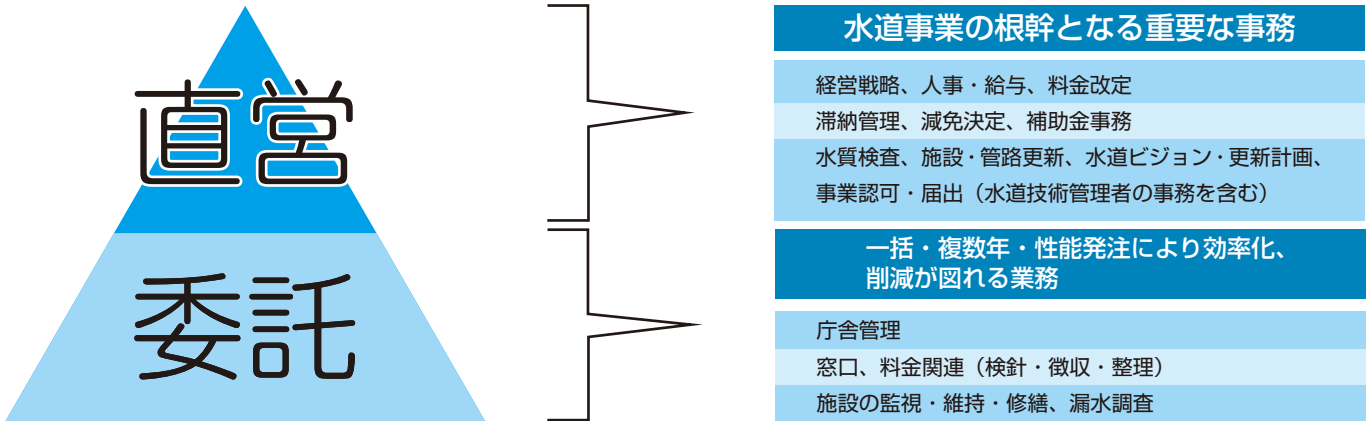 直営
水道事業の根幹となる重要な事務
経営戦略、人事・給与、料金改定
滞納管理、減免決定、補助金事務
水質検査、施設・管路更新、水道ビジョン・更新計画、
事業認可・届出（水道技術管理者の事務を含む）
委託
一括・複数年・性能発注により効率化、
削減が図れる業務
庁舎管理
窓口、料金関連（検針・徴収・整理）
施設の監視・維持・修繕、漏水調査